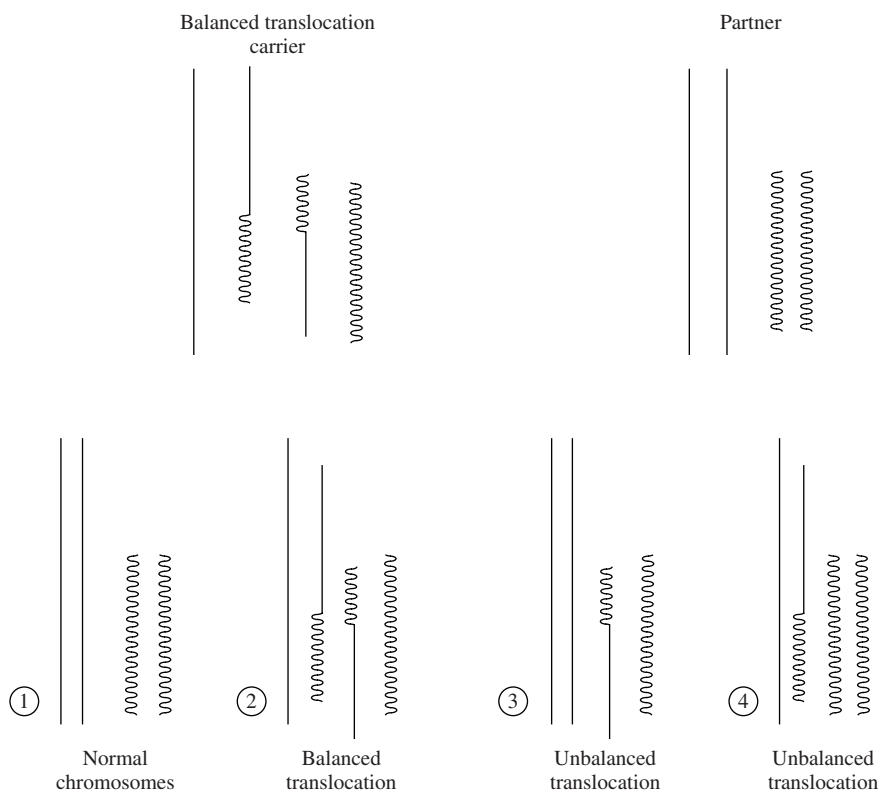 Balanced translocation
carrier
Partner
1
2
3
4
Normal
chromosomes
Balanced
translocation
Unbalanced
translocation
Unbalanced
translocation